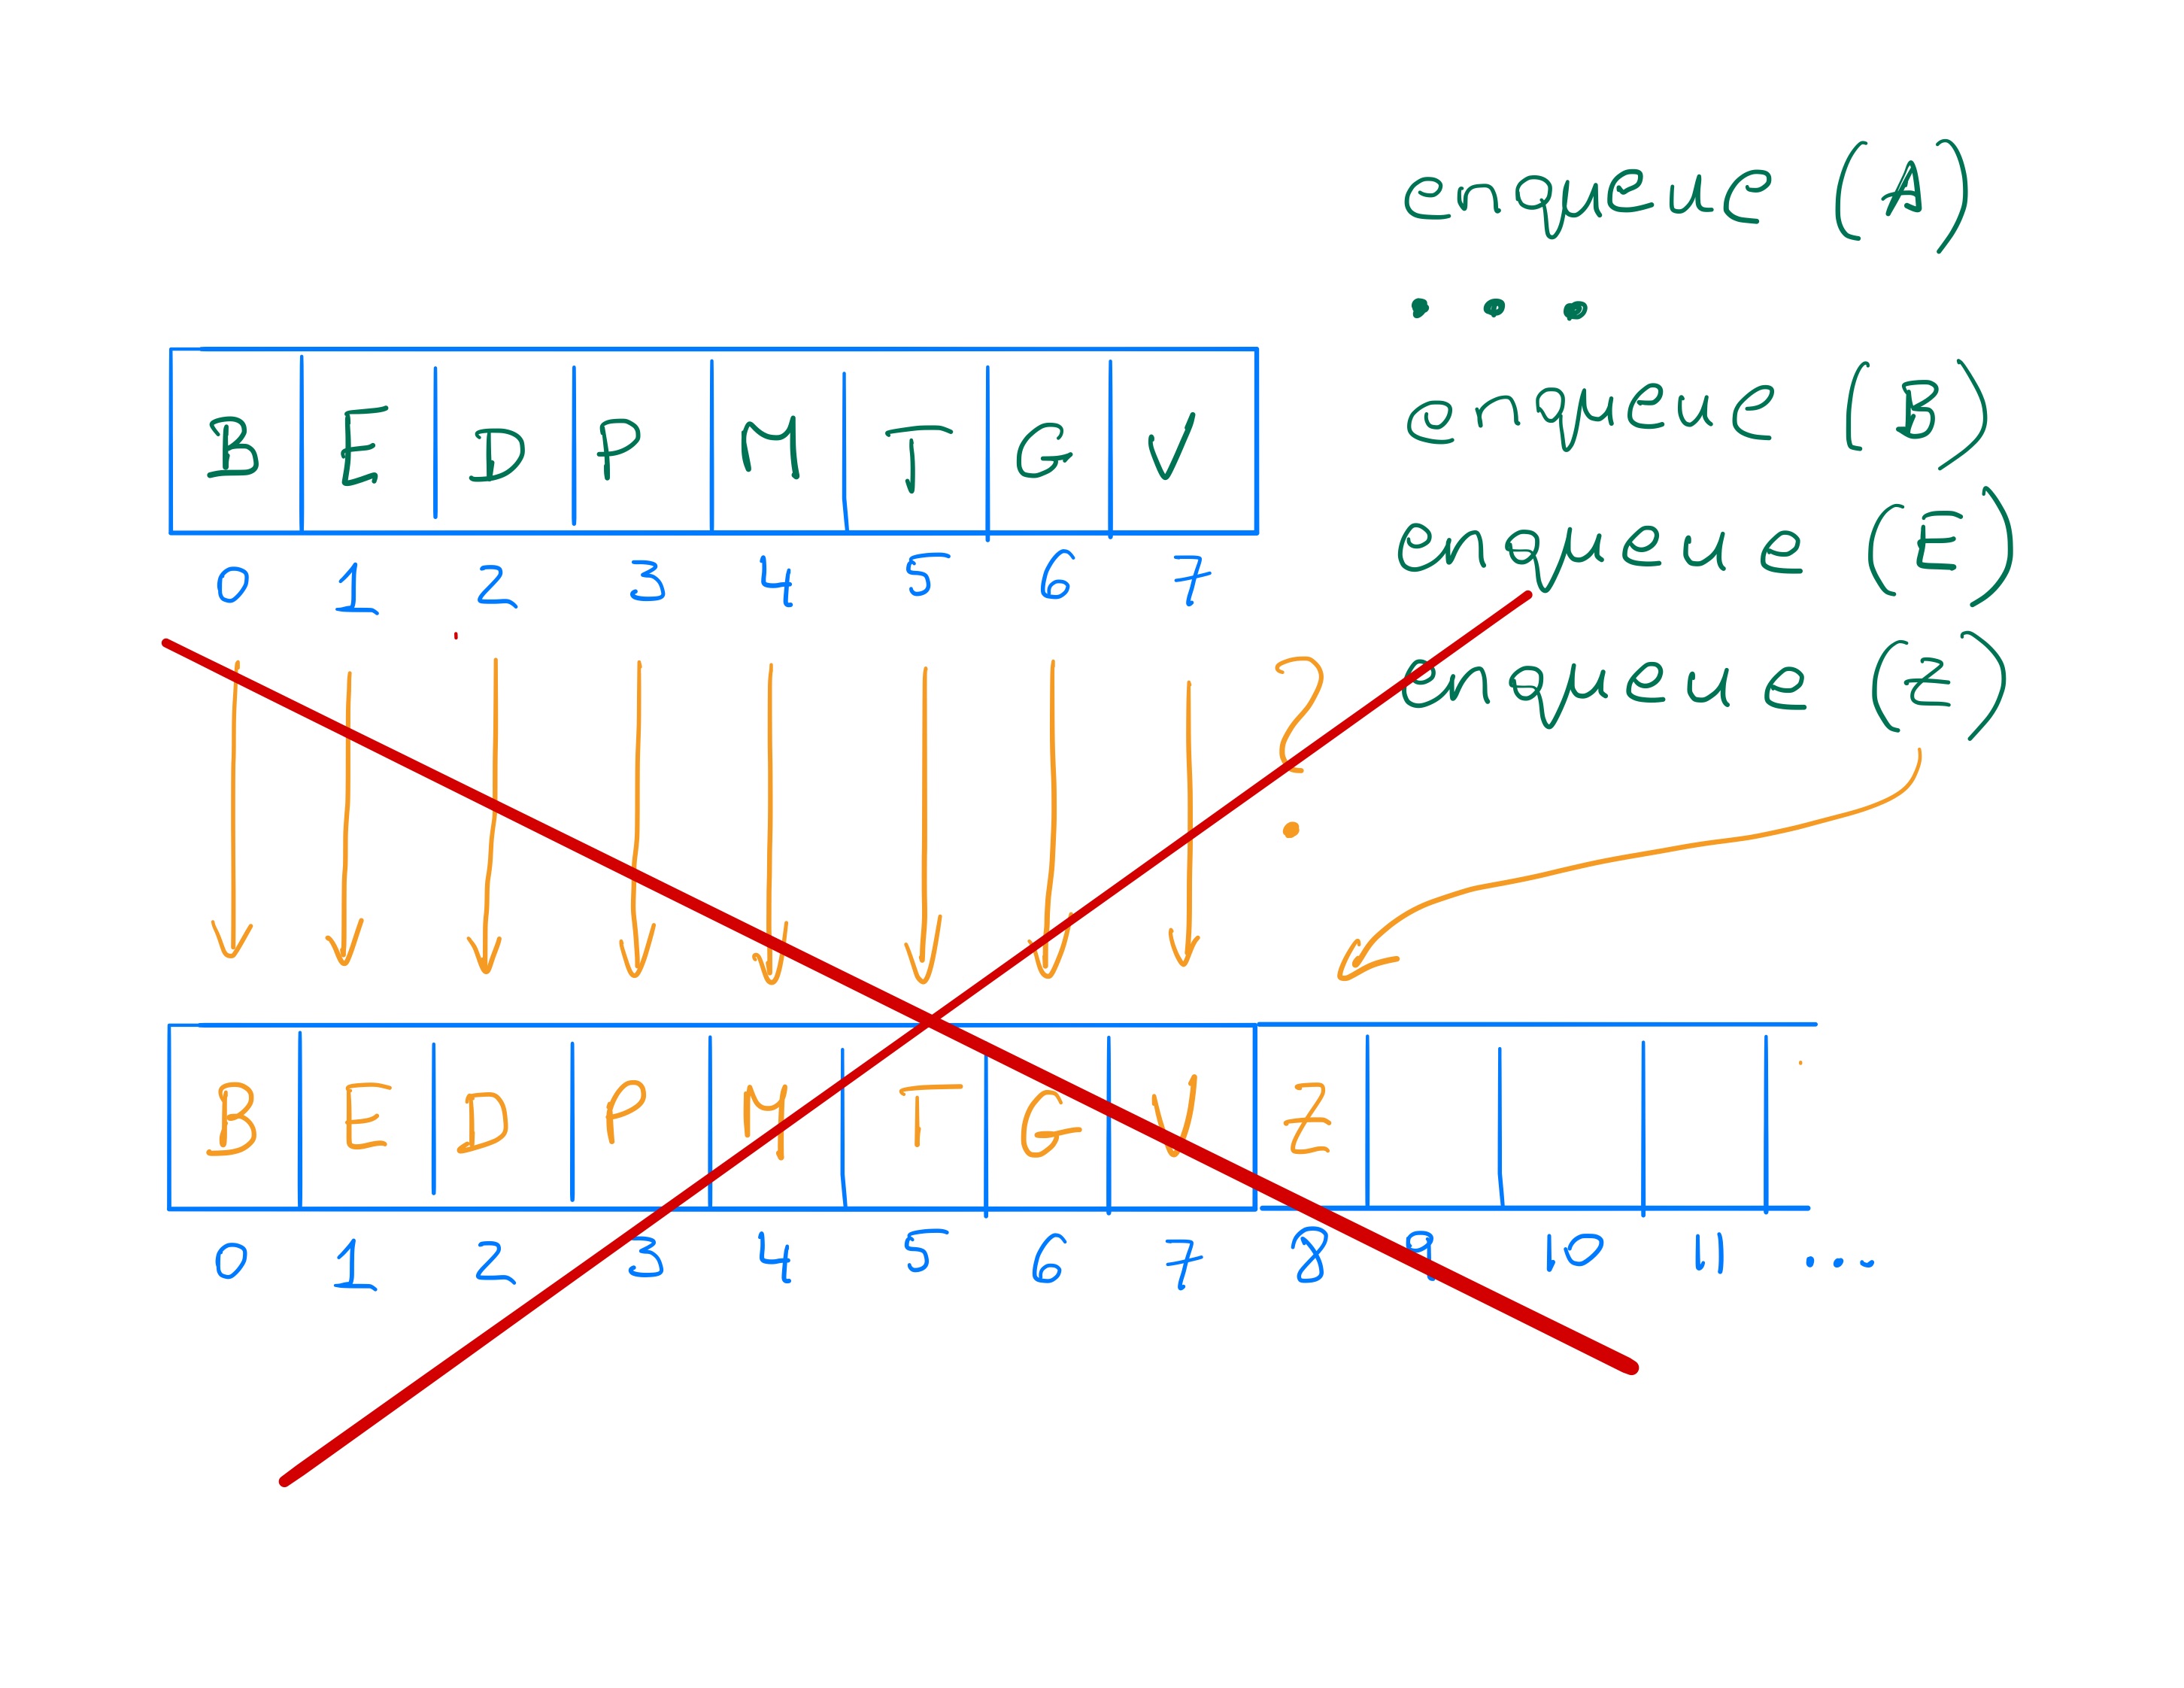 enqueue (A)
...
enqueue (B)
enqueue (E)
enqueue (Z)
B E D P M T G V
0 1 2 3 4 5 6 7
?
B E D P M T G V Z
0 1 2 3 4 5 6 7 8 9 10 11 ...